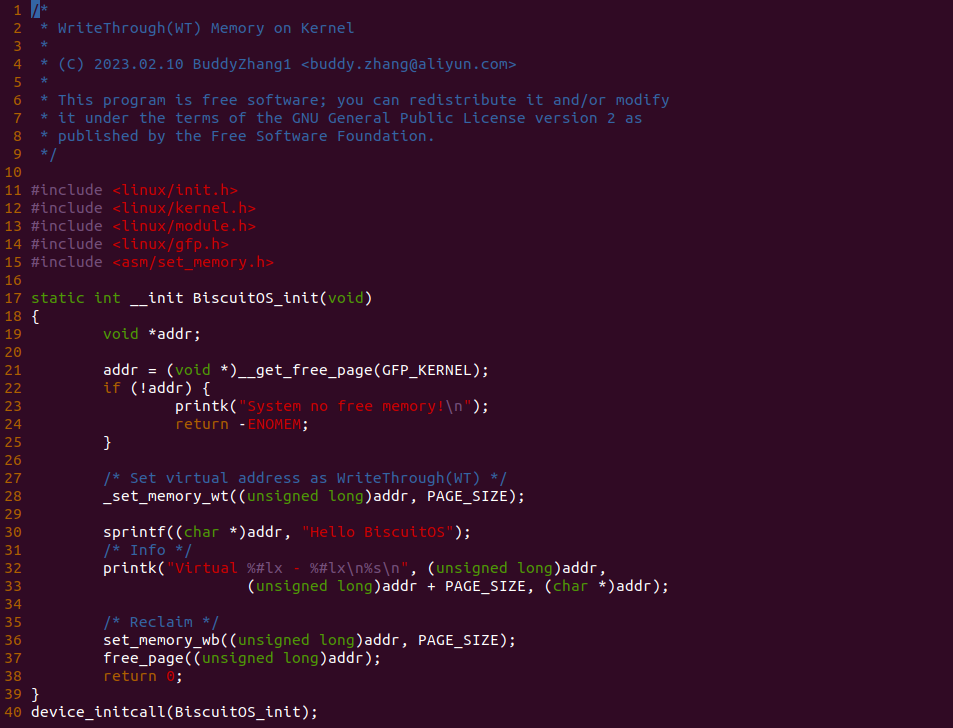 1 /*
2  * WriteThrough(WT) Memory on Kernel
3  *
4  * (C) 2023.02.10 BuddyZhang1 <buddy.zhang@aliyun.com>
5  *
6  * This program is free software; you can redistribute it and/or modify
7  * it under the terms of the GNU General Public License version 2 as
8  * published by the Free Software Foundation.
9  */
10
11 #include <linux/init.h>
12 #include <linux/kernel.h>
13 #include <linux/module.h>
14 #include <linux/gfp.h>
15 #include <asm/set_memory.h>
16
17 static int __init BiscuitOS_init(void)
18 {
19         void *addr;
20
21         addr = (void *)__get_free_page(GFP_KERNEL);
22         if (!addr) {
23                 printk("System no free memory!\n");
24                 return -ENOMEM;
25         }
26
27         /* Set virtual address as WriteThrough(WT) */
28         _set_memory_wt((unsigned long)addr, PAGE_SIZE);
29
30         sprintf((char *)addr, "Hello BiscuitOS");
31         /* Info */
32         printk("Virtual %#lx - %#lx\n%s\n", (unsigned long)addr,
33                         (unsigned long)addr + PAGE_SIZE, (char *)addr);
34
35         /* Reclaim */
36         set_memory_wb((unsigned long)addr, PAGE_SIZE);
37         free_page((unsigned long)addr);
38         return 0;
39 }
40 device_initcall(BiscuitOS_init);